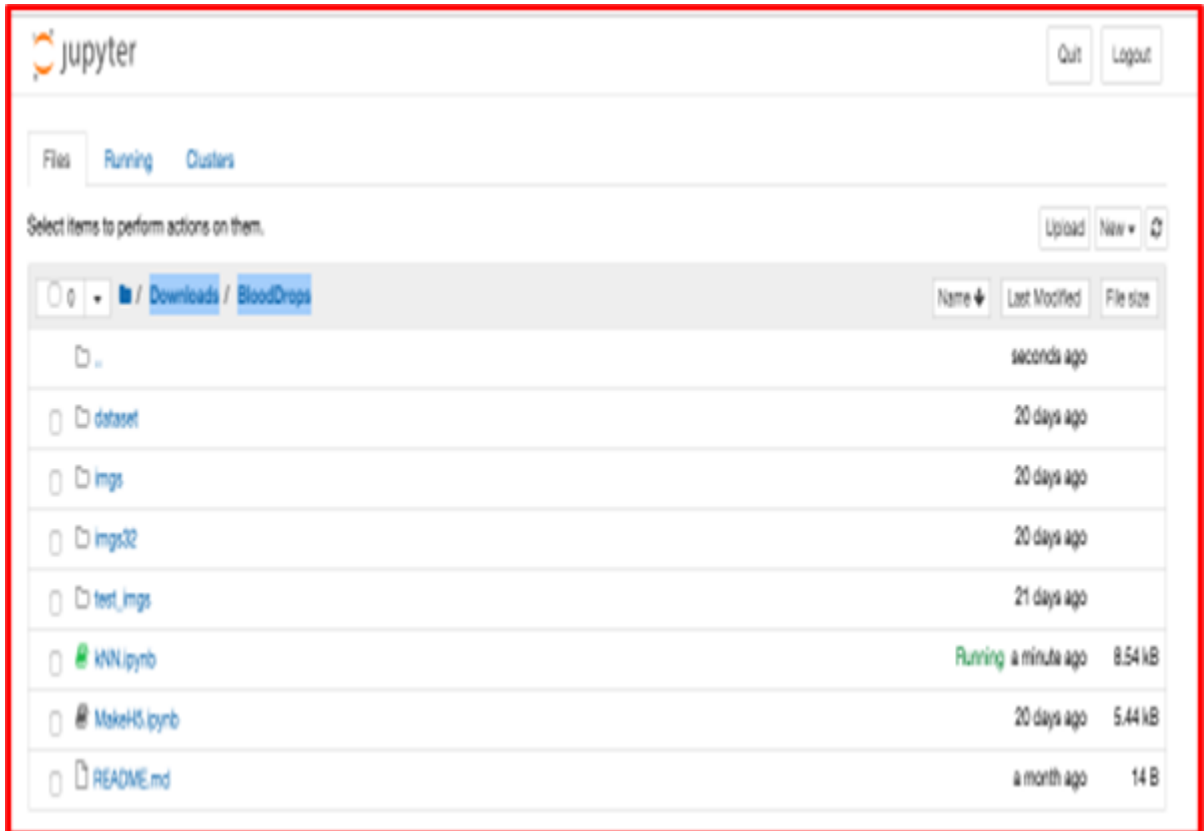 jupyter Quit Logout
Files Running Clusters
Select items to perform actions on them. Upload New
0 / Downloads / BloodDrops Name Last Modified File size
.. seconds ago
dataset 20 days ago
imgs 20 days ago
imgs32 20 days ago
test_imgs 21 days ago
kNN.ipynb Running a minute ago 8.54 kB
MakeH5.ipynb 20 days ago 5.44 kB
README.md a month ago 14 B